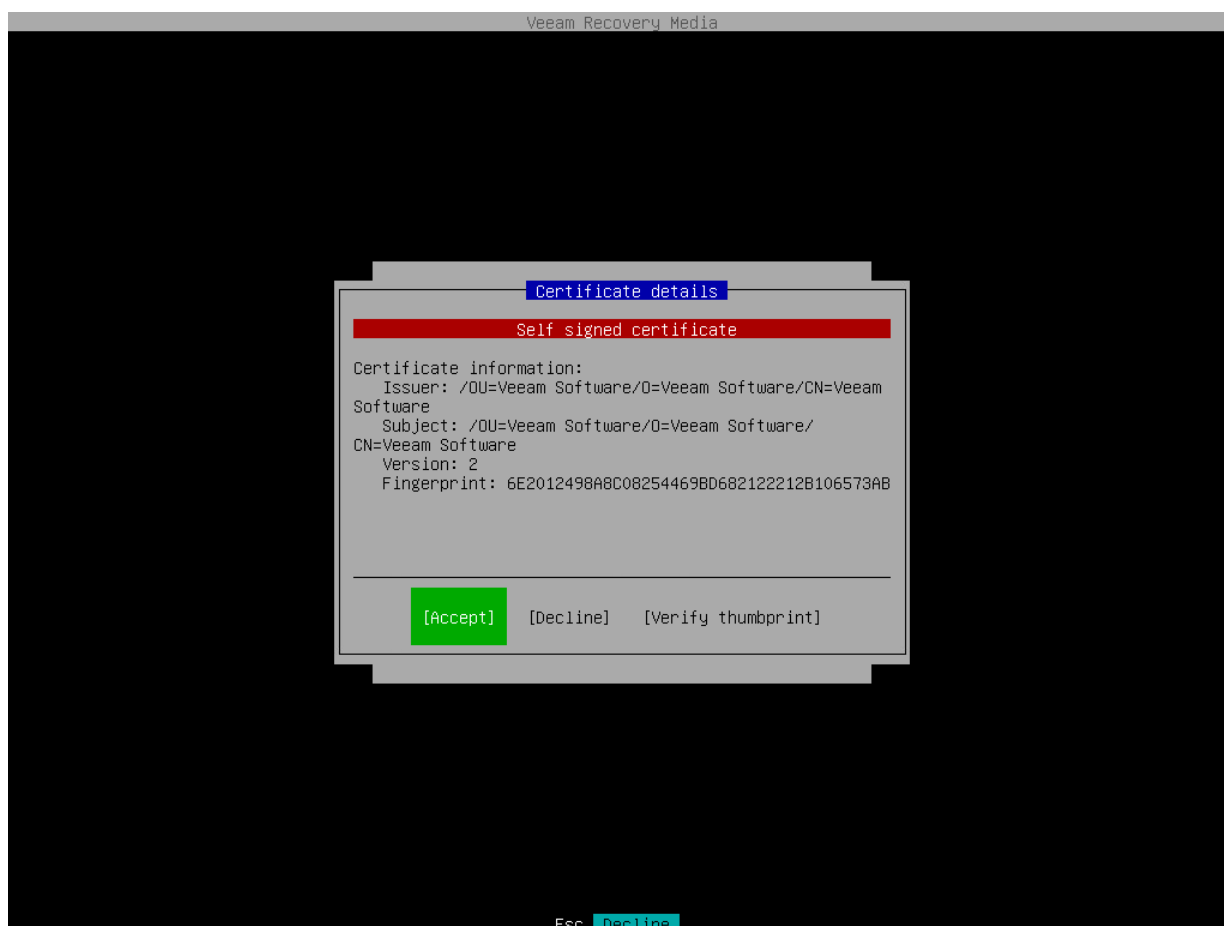 Veeam Recovery Media
Certificate details
Self signed certificate
Certificate information:
Issuer: /OU=Veeam Software/O=Veeam Software/CN=Veeam
Software
Subject: /OU=Veeam Software/O=Veeam Software/
CN=Veeam Software
Version: 2
Fingerprint: 6E2012498A8C08254469BD682122212B106573AB
[Accept] [Decline] [Verify thumbprint]
Esc Decline